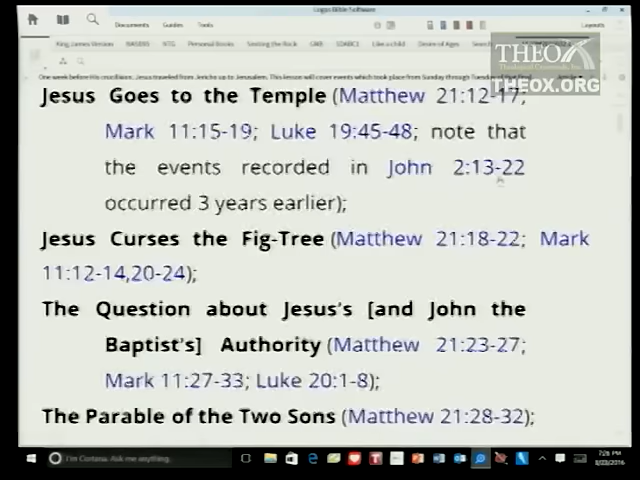 Logos Bible Software
Documents Guides Tools Layouts
King James Version NASB95 NTG Personal Books Seeking the Rock Like a child Desire of Ages
THEO
THEOX.ORG
One week before his crucifixion, Jesus traveled from Jericho up to Jerusalem. This lesson will cover events which took place from Sunday through Tuesday of that
Jesus Goes to the Temple (Matthew 21:12-17;
Mark 11:15-19; Luke 19:45-48; note that
the events recorded in John 2:13-22
occurred 3 years earlier);
Jesus Curses the Fig-Tree (Matthew 21:18-22; Mark
11:12-14,20-24);
The Question about Jesus's [and John the
Baptist's] Authority (Matthew 21:23-27;
Mark 11:27-33; Luke 20:1-8);
The Parable of the Two Sons (Matthew 21:28-32);
I'm Cortana. Ask me anything.
7:26 PM